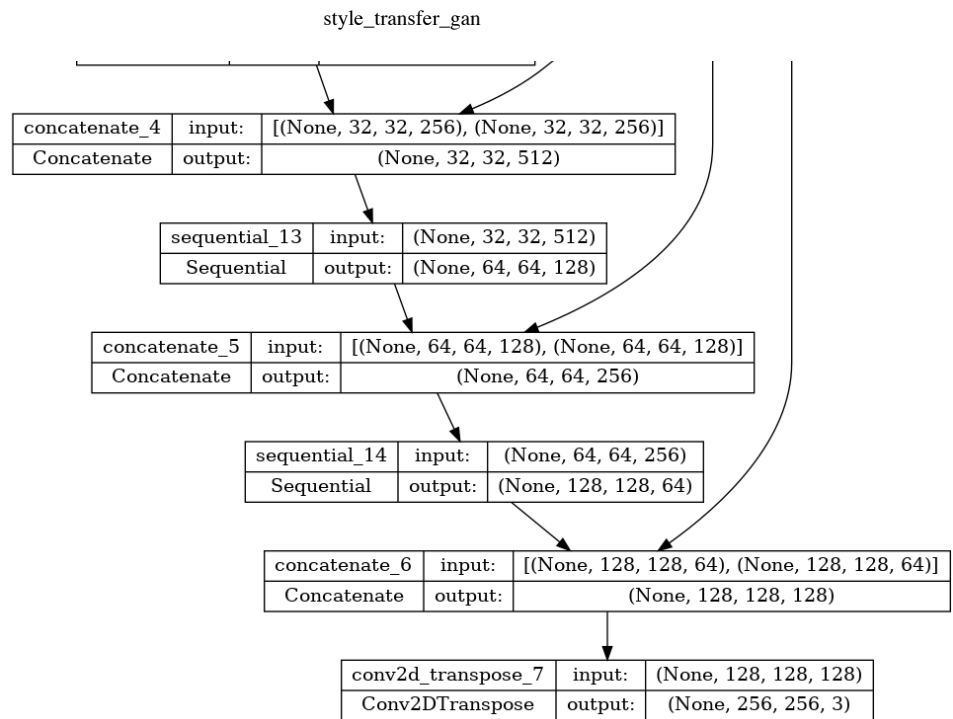 style_transfer_gan
concatenate_4 input: [(None, 32, 32, 256), (None, 32, 32, 256)]
Concatenate output: (None, 32, 32, 512)
sequential_13 input: (None, 32, 32, 512)
Sequential output: (None, 64, 64, 128)
concatenate_5 input: [(None, 64, 64, 128), (None, 64, 64, 128)]
Concatenate output: (None, 64, 64, 256)
sequential_14 input: (None, 64, 64, 256)
Sequential output: (None, 128, 128, 64)
concatenate_6 input: [(None, 128, 128, 64), (None, 128, 128, 64)]
Concatenate output: (None, 128, 128, 128)
conv2d_transpose_7 input: (None, 128, 128, 128)
Conv2DTranspose output: (None, 256, 256, 3)